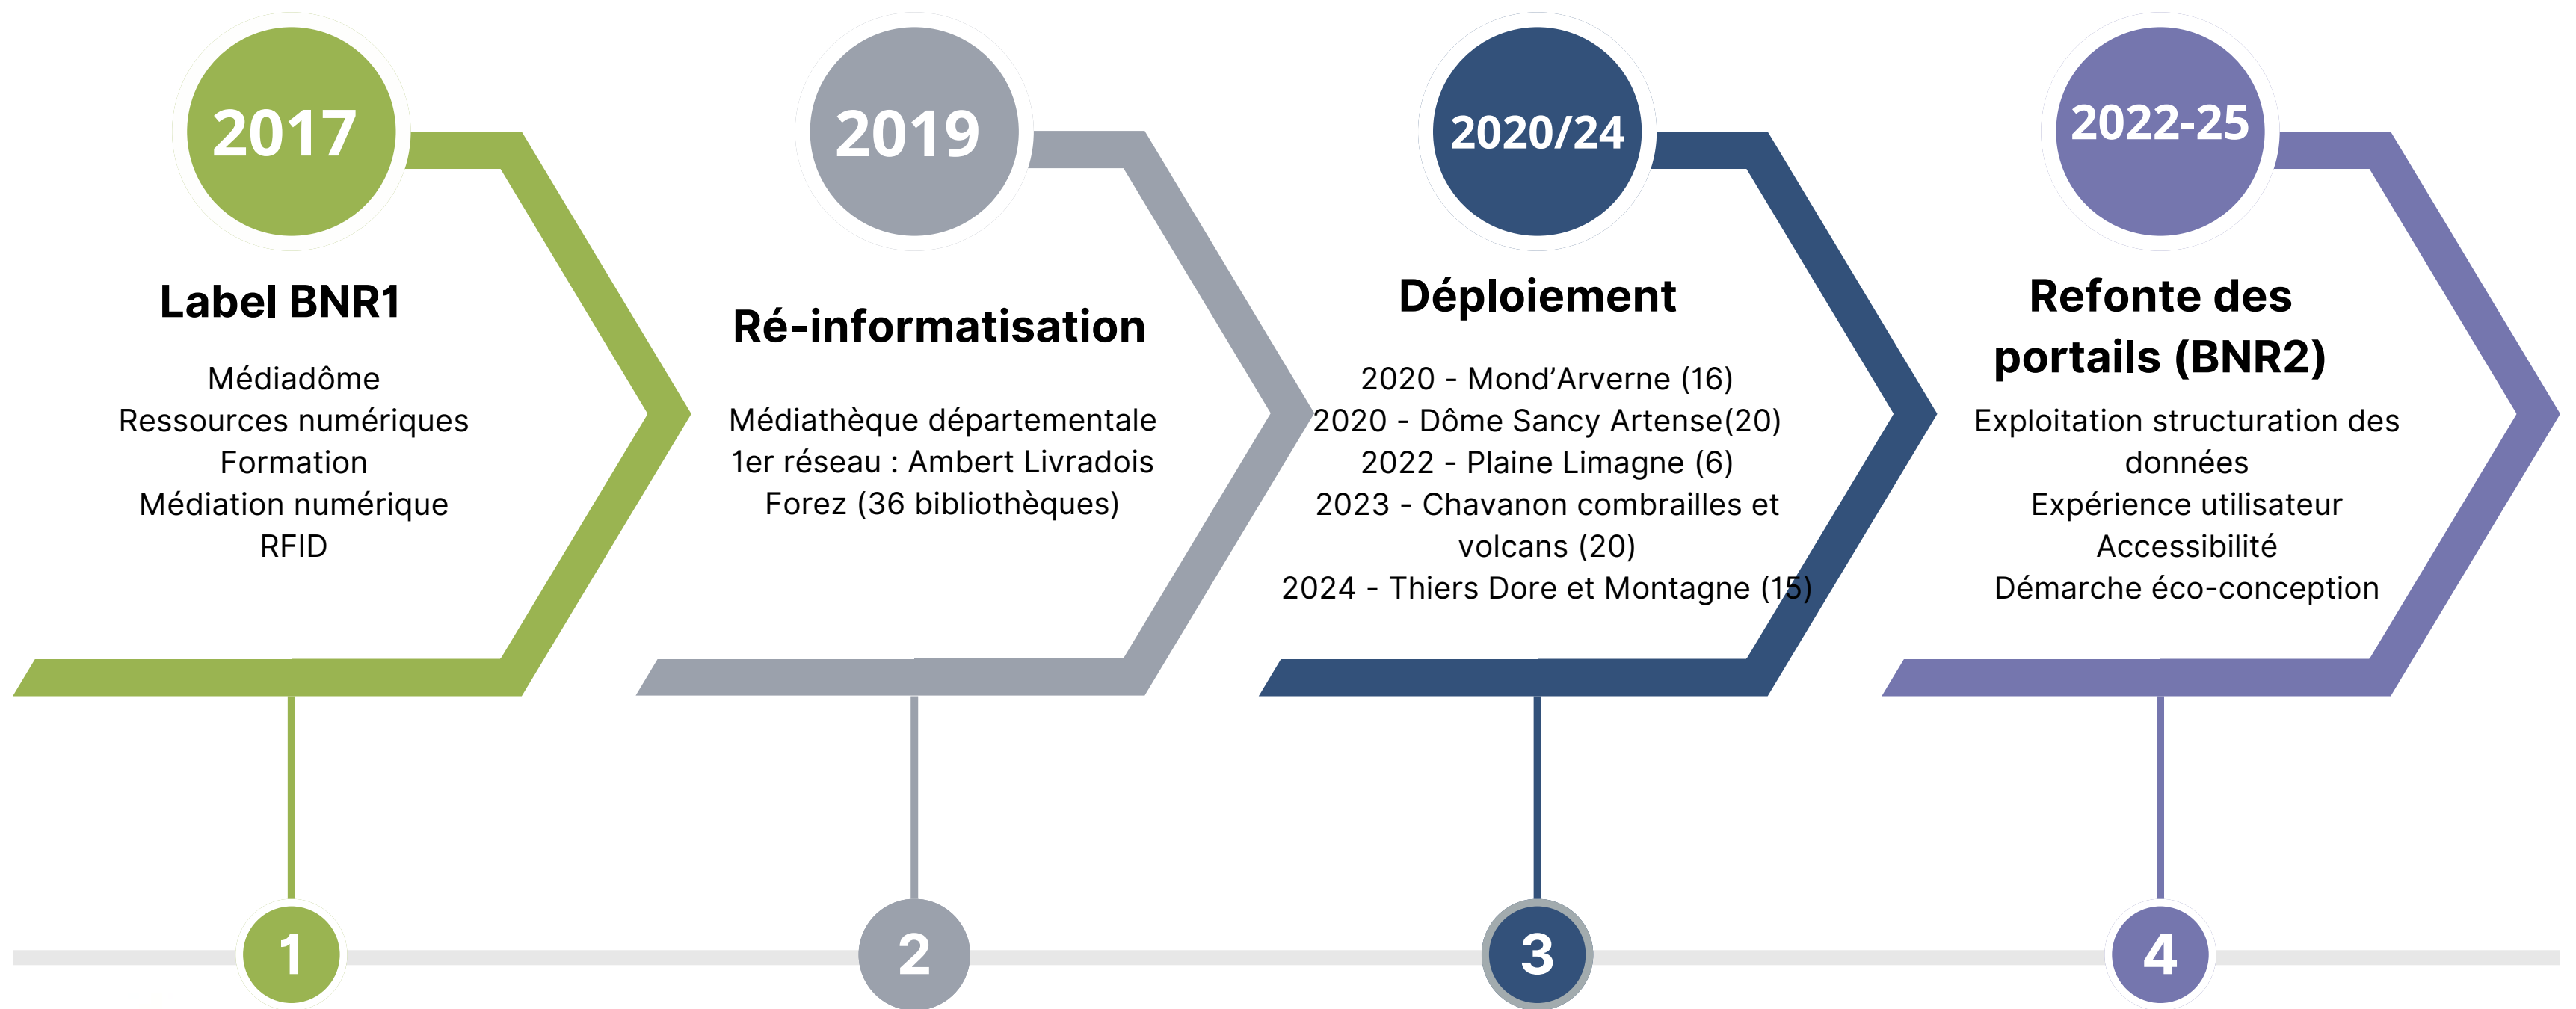 2017
Label BNR1
Médiadôme
Ressources numériques
Formation
Médiation numérique
RFID
1
2019
Ré-informatisation
Médiathèque départementale
1er réseau : Ambert Livradois
Forez (36 bibliothèques)
2
2020/24
Déploiement
2020 - Mond’Arverne (16)
2020 - Dôme Sancy Artense(20)
2022 - Plaine Limagne (6)
2023 - Chavanon combrailles et
volcans (20)
2024 - Thiers Dore et Montagne (15)
3
2022-25
Refonte des
portails (BNR2)
Exploitation structuration des
données
Expérience utilisateur
Accessibilité
Démarche éco-conception
4